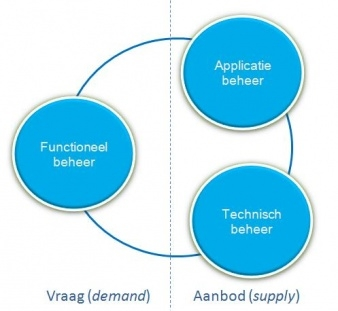 Applicatie
beheer
Functioneel
beheer
Technisch
beheer
Vraag (demand)
Aanbod (supply)